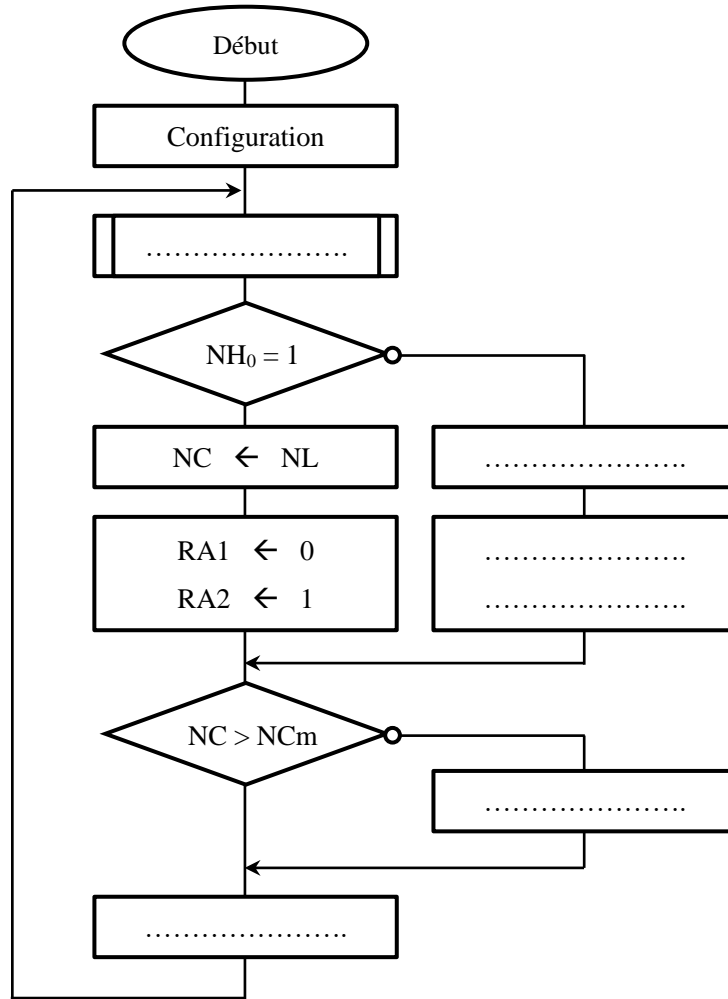 Début
Configuration
…………………..
NH₀ = 1
NC ← NL
…………………..
RA1 ← 0
RA2 ← 1
…………………..
…………………..
NC > NCm
…………………..
…………………..